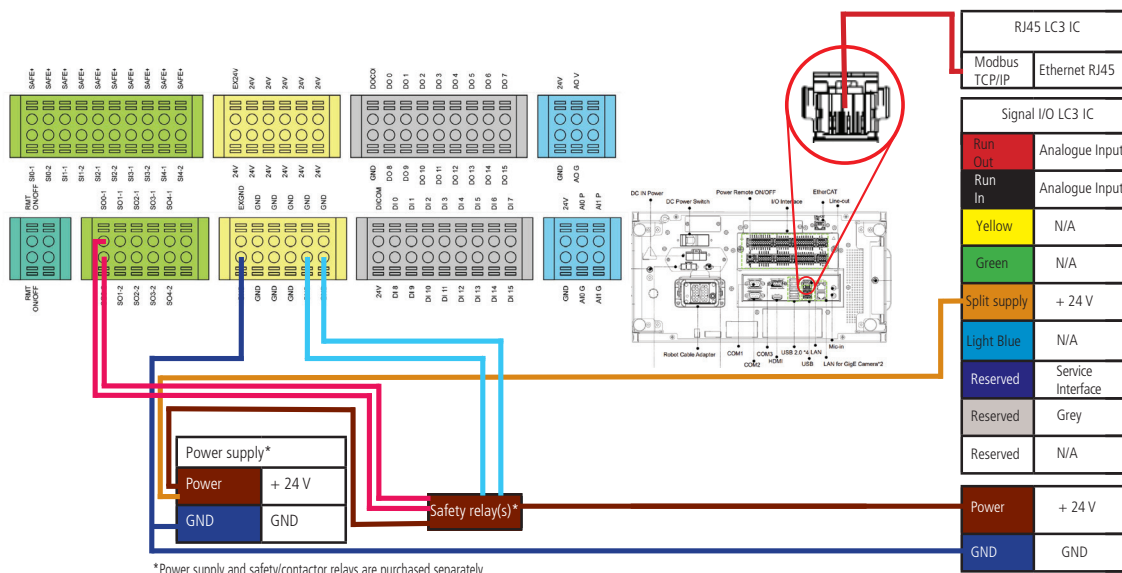 SAFE+ SAFE+ SAFE+ SAFE+ SAFE+ SAFE+ SAFE+ SAFE+ SAFE+ SAFE+
SI0-1 SI0-2 SI1-1 SI1-2 SI2-1 SI2-2 SI3-1 SI3-2 SI4-1 SI4-2
EX24V 24V 24V 24V 24V 24V
24V 24V 24V 24V 24V 24V
DOCOM DO 0 DO 1 DO 2 DO 3 DO 4 DO 5 DO 6 DO 7
GND DO 8 DO 9 DO 10 DO 11 DO 12 DO 13 DO 14 DO 15
24V AO V
GND AO G
RMT ON/OFF
RMT ON/OFF
SO0-1 SO1-1 SO2-1 SO3-1 SO4-1
SO1-2 SO2-2 SO3-2 SO4-2
EXGND GND GND GND GND GND
GND GND GND
DICOM DI 0 DI 1 DI 2 DI 3 DI 4 DI 5 DI 6 DI 7
24V DI 8 DI 9 DI 10 DI 11 DI 12 DI 13 DI 14 DI 15
GND AI0 P AI1 P
GND AI0 G AI1 G
DC IN Power
DC Power Switch
Power Remote ON/OFF
I/O Interface
EtherCAT
Line-out
Robot Cable Adapter
COM1
COM2
COM3
HDMI
USB 2.0 *4
USB
LAN
Mic-in
LAN for GigE Camera*2
RJ45 LC3 IC
Modbus
TCP/IP
Ethernet RJ45
Signal I/O LC3 IC
Run
Out
Analogue Input
Run
In
Analogue Input
Yellow N/A
Green N/A
Split supply + 24 V
Light Blue N/A
Reserved
Service
Interface
Reserved Grey
Reserved N/A
Power + 24 V
GND GND
Power supply*
Power + 24 V
GND GND
Safety relay(s)*
*Power supply and safety/contactor relays are purchased separately